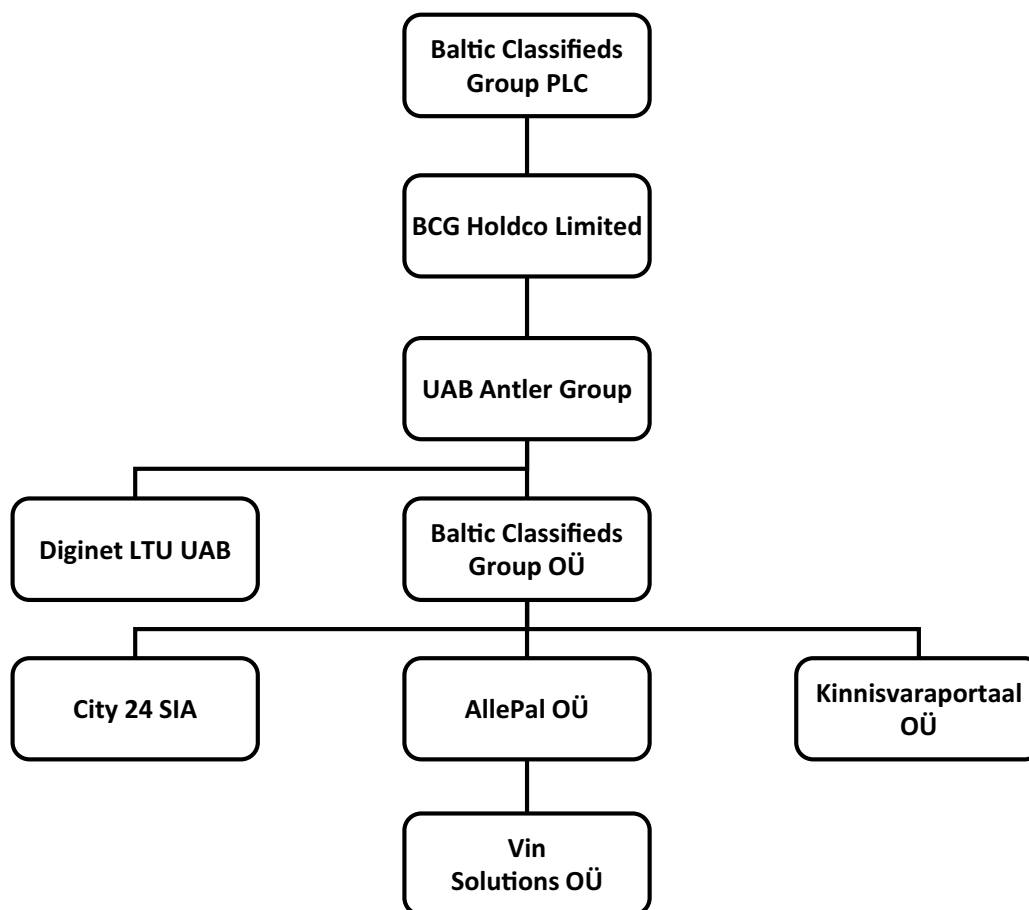 Baltic Classifieds
Group PLC
BCG Holdco Limited
UAB Antler Group
Diginet LTU UAB
Baltic Classifieds
Group OÜ
City 24 SIA
AllePal OÜ
Kinnisvaraportaal
OÜ
Vin
Solutions OÜ